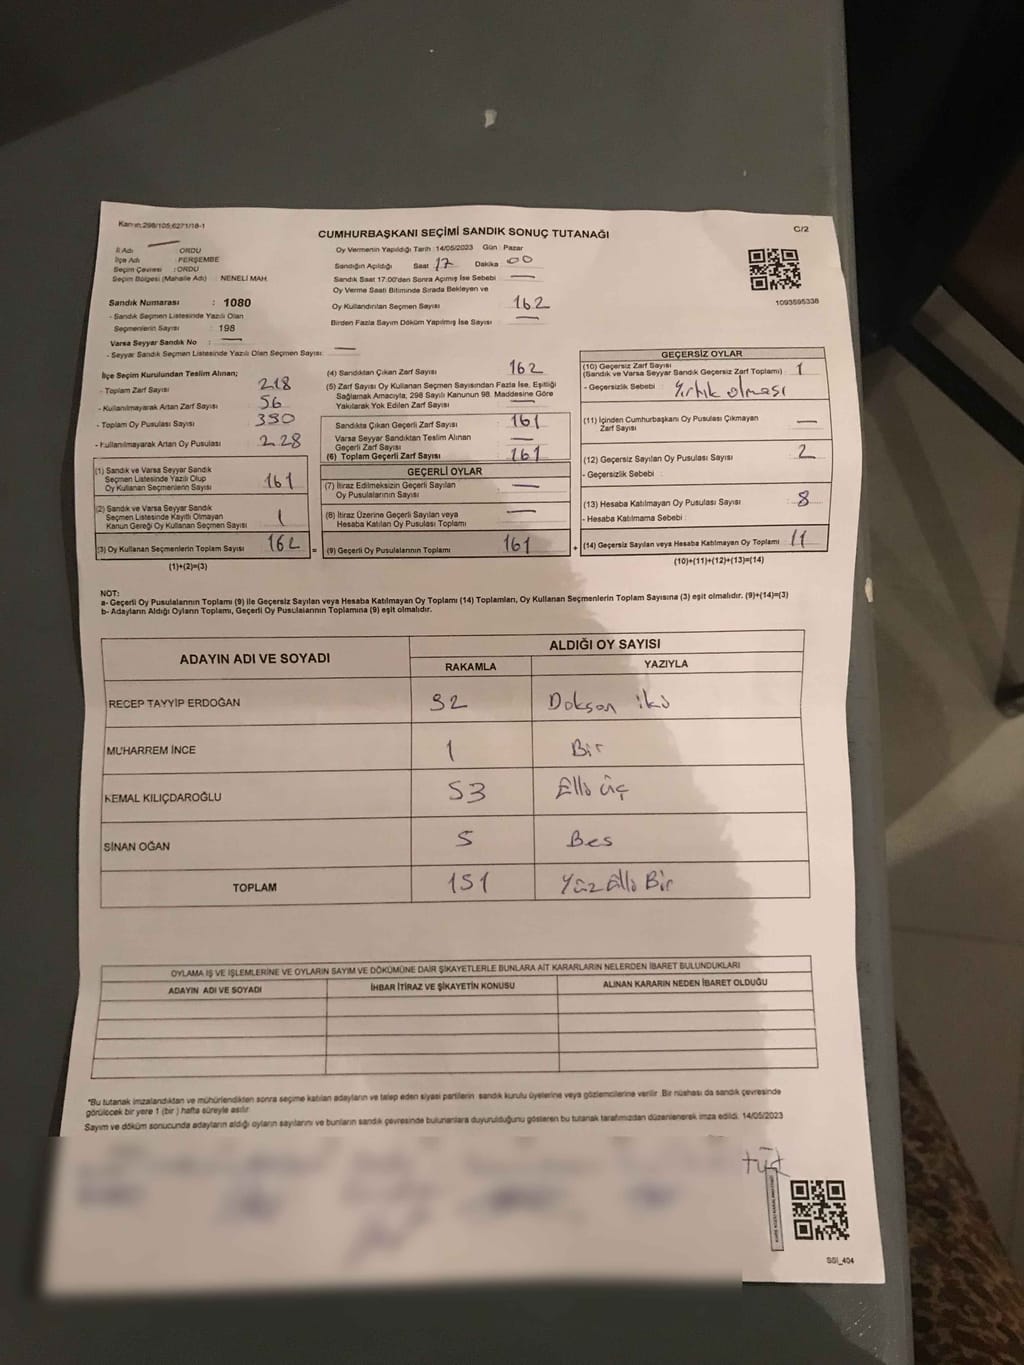 Kanun:298/105;6271/18-1
C/2
CUMHURBAŞKANI SEÇİMİ SANDIK SONUÇ TUTANAĞI
İl Adı : ORDU
İlçe Adı : PERŞEMBE
Seçim Çevresi : ORDU
Seçim Bölgesi (Mahalle Adı) : NENELİ MAH.
Sandık Numarası : 1080
- Sandık Seçmen Listesinde Yazılı Olan
Seçmenlerin Sayısı : 198
Varsa Seyyar Sandık No : —
- Seyyar Sandık Seçmen Listesinde Yazılı Olan Seçmen Sayısı: —
Oy Vermenin Yapıldığı Tarih : 14/05/2023 Gün : Pazar
Sandığın Açıldığı Saat 17 Dakika : 00
Sandık Saat 17:00'den Sonra Açımış İse Sebebi : —
Oy Verme Saati Bitiminde Sırada Bekleyen ve
Oy Kullandırılan Seçmen Sayısı : 162
Birden Fazla Sayım Döküm Yapılmış İse Sayısı : —
1093595338
İlçe Seçim Kurulundan Teslim Alınan;
- Toplam Zarf Sayısı : 218
- Kullanılmayarak Artan Zarf Sayısı : 56
- Toplam Oy Pusulası Sayısı : 390
- Kullanılmayarak Artan Oy Pusulası : 228
(1) Sandık ve Varsa Seyyar Sandık
Seçmen Listesinde Yazılı Olup
Oy Kullanan Seçmenlerin Sayısı : 161
(2) Sandık ve Varsa Seyyar Sandık
Seçmen Listesinde Kayıtlı Olmayan
Kanun Gereği Oy Kullanan Seçmen Sayısı : 1
(3) Oy Kullanan Seçmenlerin Toplam Sayısı : 162 =
(1)+(2)=(3)
(4) Sandıktan Çıkan Zarf Sayısı : 162
(5) Zarf Sayısı Oy Kullanan Seçmen Sayısından Fazla İse, Eşitliği
Sağlamak Amacıyla; 298 Sayılı Kanunun 98. Maddesine Göre
Yakılarak Yok Edilen Zarf Sayısı : —
Sandıkta Çıkan Geçerli Zarf Sayısı : 161
Varsa Seyyar Sandıktan Teslim Alınan
Geçerli Zarf Sayısı : —
(6) Toplam Geçerli Zarf Sayısı : 161
GEÇERLİ OYLAR
(7) İtiraz Edilmeksizin Geçerli Sayılan
Oy Pusulalarının Sayısı : —
(8) İtiraz Üzerine Geçerli Sayılan veya
Hesaba Katılan Oy Pusulası Toplamı : —
(9) Geçerli Oy Pusulalarının Toplamı : 161 +
GEÇERSİZ OYLAR
(10) Geçersiz Zarf Sayısı
(Sandık ve Varsa Seyyar Sandık Geçersiz Zarf Toplamı) : 1
- Geçersizlik Sebebi : Yırtık olması
(11) İçinden Cumhurbaşkanı Oy Pusulası Çıkmayan
Zarf Sayısı : —
(12) Geçersiz Sayılan Oy Pusulası Sayısı : 2
- Geçersizlik Sebebi :
(13) Hesaba Katılmayan Oy Pusulası Sayısı : 8
- Hesaba Katılmama Sebebi :
(14) Geçersiz Sayılan veya Hesaba Katılmayan Oy Toplamı : 11
(10)+(11)+(12)+(13)=(14)
NOT:
a- Geçerli Oy Pusulalarının Toplamı (9) ile Geçersiz Sayılan veya Hesaba Katılmayan Oy Toplamı (14) Toplamları, Oy Kullanan Seçmenlerin Toplam Sayısına (3) eşit olmalıdır. (9)+(14)=(3)
b- Adayların Aldığı Oyların Toplamı, Geçerli Oy Pusulalarının Toplamına (9) eşit olmalıdır.
ADAYIN ADI VE SOYADI
ALDIĞI OY SAYISI
RAKAMLA YAZIYLA
RECEP TAYYİP ERDOĞAN 92 Doksan iki
MUHARREM İNCE 1 Bir
KEMAL KILIÇDAROĞLU 53 Elli üç
SİNAN OĞAN 5 Bes
TOPLAM 151 Yüz Elli Bir
OYLAMA İŞ VE İŞLEMLERİNE VE OYLARIN SAYIM VE DÖKÜMÜNE DAİR ŞİKAYETLERLE BUNLARA AİT KARARLARIN NELERDEN İBARET BULUNDUKLARI
ADAYIN ADI VE SOYADI İHBAR İTİRAZ VE ŞİKAYETİN KONUSU ALINAN KARARIN NEDEN İBARET OLDUĞU
*Bu tutanak imzalandıktan ve mühürlendikten sonra seçime katılan adayların ve talep eden siyasi partilerin sandık kurulu üyelerine veya gözlemcilerine verilir. Bir nüshası da sandık çevresinde
görülecek bir yere 1 (bir) hafta süreyle asılır.
Sayım ve döküm sonucunda adayların aldığı oyların sayılarını ve bunların sandık çevresinde bulunanlara duyurulduğunu gösteren bu tutanak tarafımızdan düzenlenerek imza edildi. 14/05/2023
SSI_404